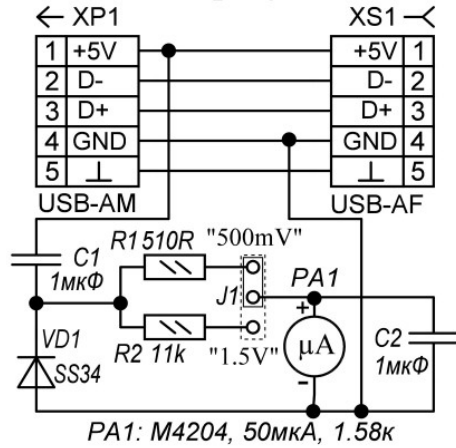 ← XP1
XS1
1 +5V
2 D-
3 D+
4 GND
5 ⊥
USB-AM
+5V 1
D- 2
D+ 3
GND 4
⊥ 5
USB-AF
C1
1мкФ
R1 510R
"500mV"
J1
R2 11k
"1.5V"
PA1
+
μA
-
C2
1мкФ
VD1
SS34
PA1: M4204, 50мкА, 1.58к